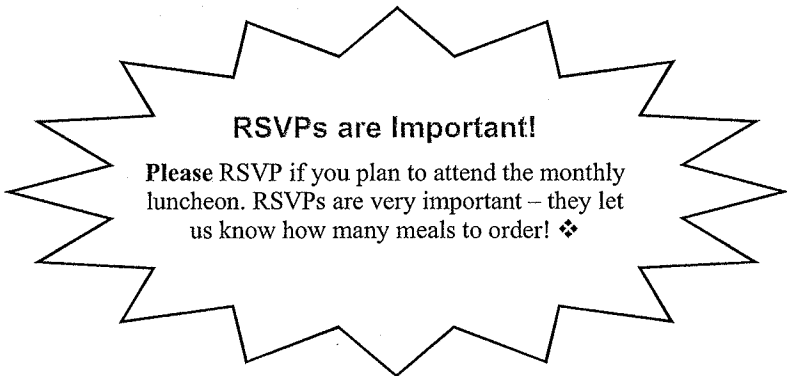 RSVPs are Important!
Please RSVP if you plan to attend the monthly
luncheon. RSVPs are very important – they let
us know how many meals to order! ❖